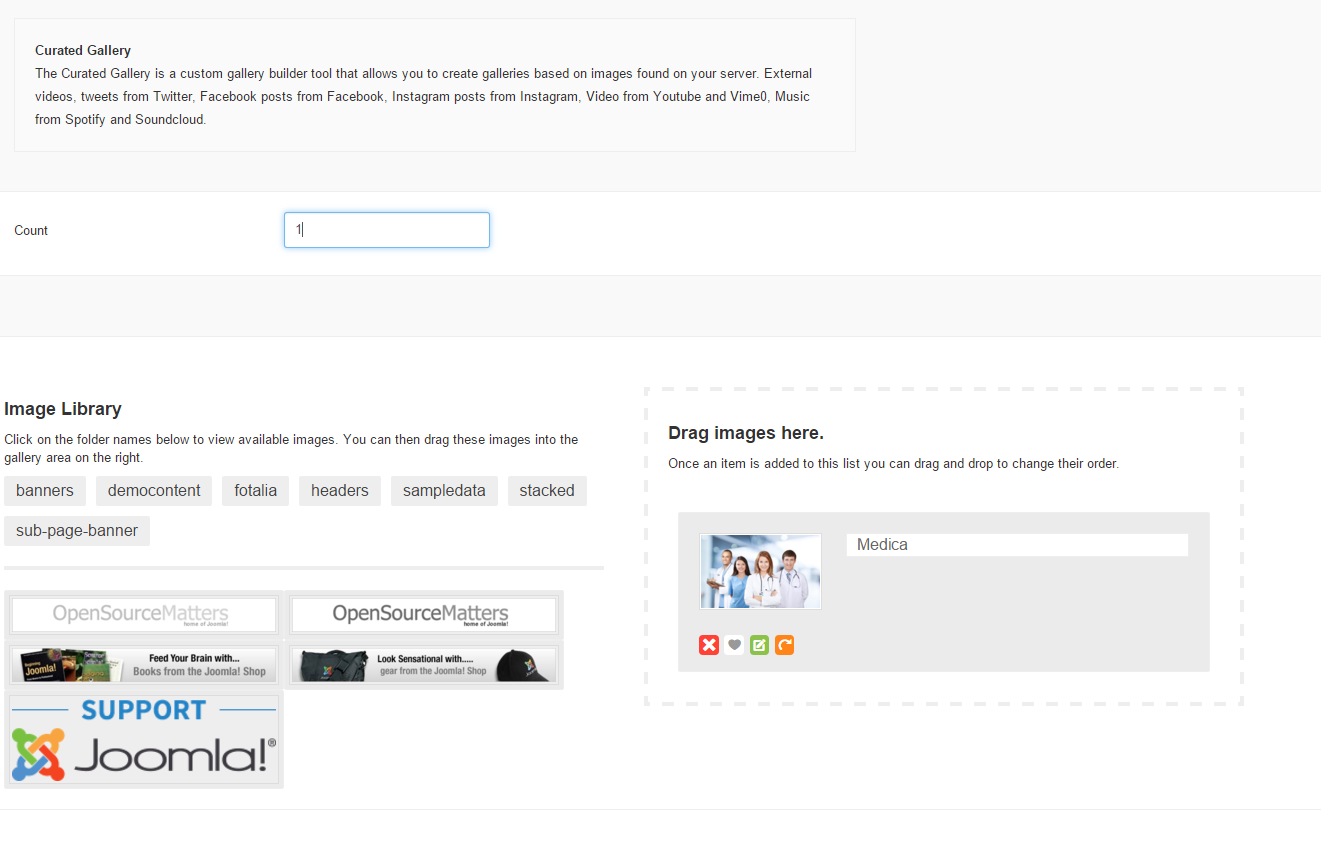 Curated Gallery
The Curated Gallery is a custom gallery builder tool that allows you to create galleries based on images found on your server. External
videos, tweets from Twitter, Facebook posts from Facebook, Instagram posts from Instagram, Video from Youtube and Vime0, Music
from Spotify and Soundcloud.
Count
1
Image Library
Click on the folder names below to view available images. You can then drag these images into the
gallery area on the right.
banners democontent fotalia headers sampledata stacked
sub-page-banner
OpenSourceMatters
home of Joomla!
OpenSourceMatters
home of Joomla!
Beginning
Joomla!
Feed Your Brain with...
Books from the Joomla! Shop
Look Sensational with.....
gear from the Joomla! Shop
SUPPORT
Joomla!®
Drag images here.
Once an item is added to this list you can drag and drop to change their order.
Medica